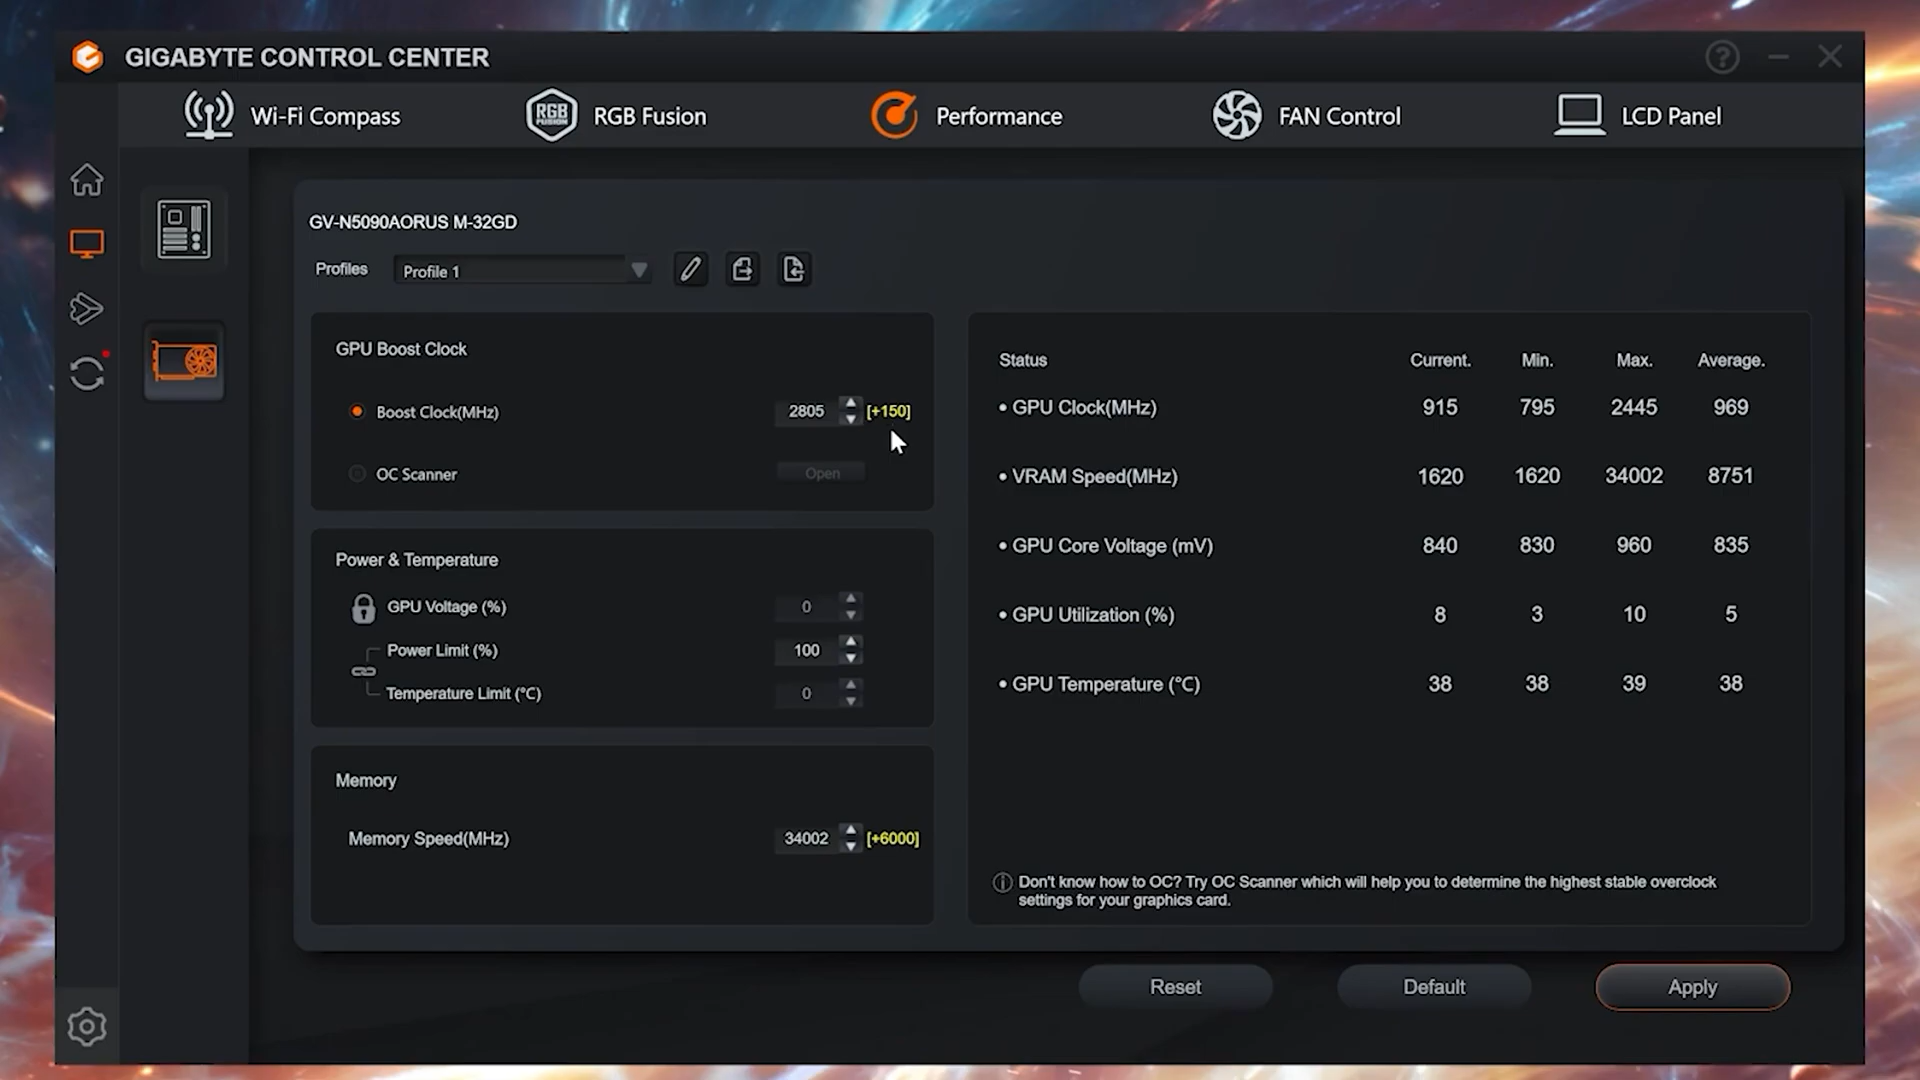 GIGABYTE CONTROL CENTER
Wi-Fi Compass
RGB FUSION
RGB Fusion
Performance
FAN Control
LCD Panel
GV-N5090AORUS M-32GD
Profiles
Profile 1
GPU Boost Clock
Boost Clock(MHz) 2805 [+150]
OC Scanner Open
Power & Temperature
GPU Voltage (%) 0
Power Limit (%) 100
Temperature Limit (°C) 0
Memory
Memory Speed(MHz) 34002 [+6000]
Status Current. Min. Max. Average.
• GPU Clock(MHz) 915 795 2445 969
• VRAM Speed(MHz) 1620 1620 34002 8751
• GPU Core Voltage (mV) 840 830 960 835
• GPU Utilization (%) 8 3 10 5
• GPU Temperature (°C) 38 38 39 38
Don't know how to OC? Try OC Scanner which will help you to determine the highest stable overclock
settings for your graphics card.
Reset
Default
Apply